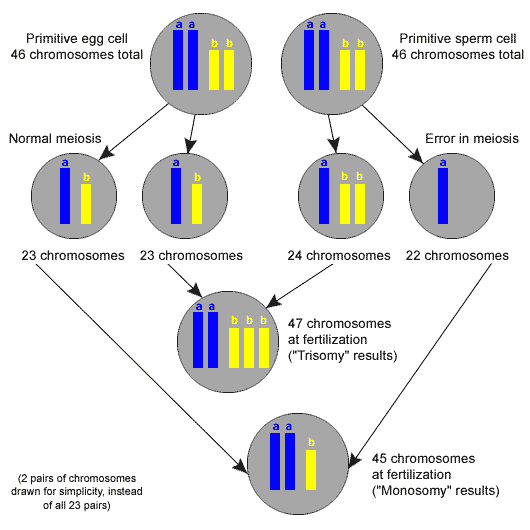 Primitive egg cell
46 chromosomes total
a a
b b
a a
b b
Primitive sperm cell
46 chromosomes total
Normal meiosis
Error in meiosis
a
b
a
b
a
b b
a
23 chromosomes
23 chromosomes
24 chromosomes
22 chromosomes
a a
b b b
47 chromosomes
at fertilization
("Trisomy" results)
a a
b
45 chromosomes
at fertilization
("Monosomy" results)
(2 pairs of chromosomes
drawn for simplicity, instead
of all 23 pairs)